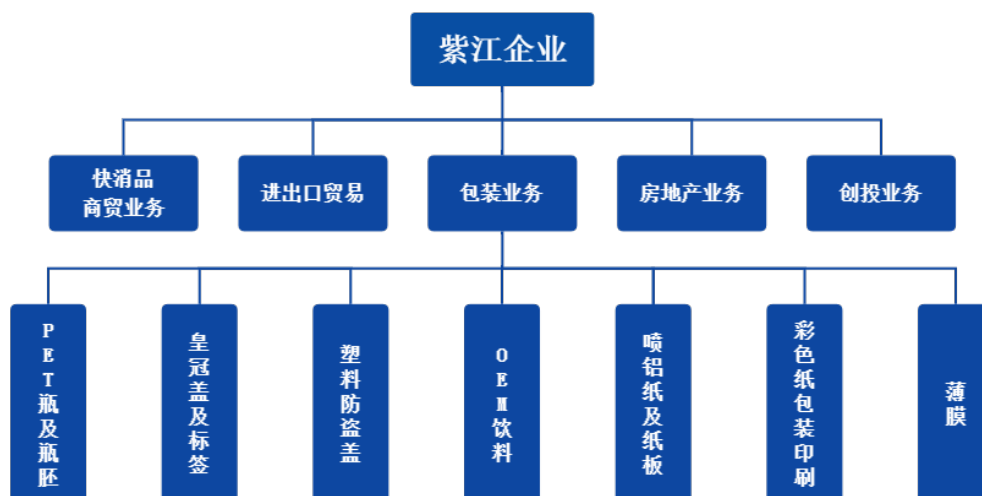 紫江企业
快消品
商贸业务
进出口贸易
包装业务
房地产业务
创投业务
PET瓶及瓶胚
皇冠盖及标签
塑料防盗盖
OEM饮料
喷铝纸及纸板
彩色纸包装印刷
薄膜